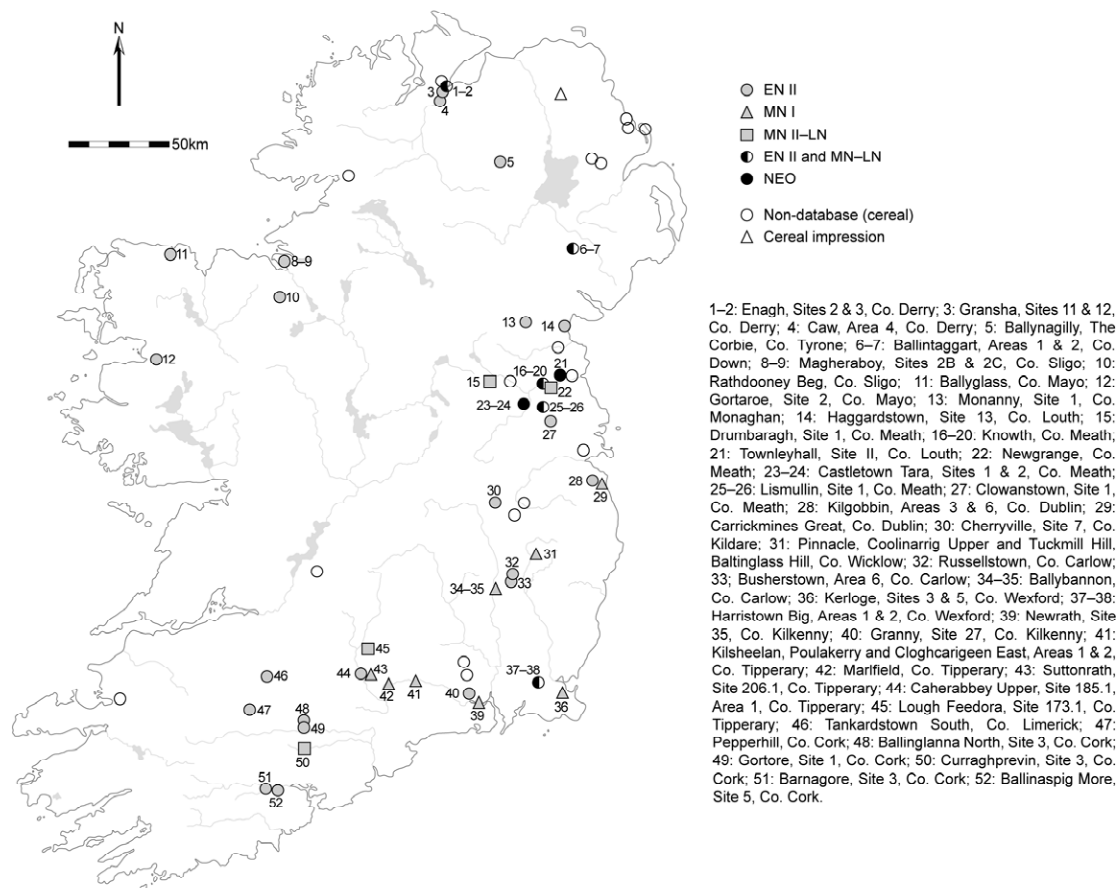 N
50km
EN II
MN I
MN II–LN
EN II and MN–LN
NEO
Non-database (cereal)
Cereal impression
3
1–2
4
5
6–7
11
8–9
10
12
13
14
21
15
16–20
22
23–24
25–26
27
28
29
30
31
32
34–35
33
45
44
43
42
41
46
47
37–38
40
39
36
48
49
50
51
52
1–2: Enagh, Sites 2 & 3, Co. Derry; 3: Gransha, Sites 11 & 12,
Co. Derry; 4: Caw, Area 4, Co. Derry; 5: Ballynagilly, The
Corbie, Co. Tyrone; 6–7: Ballintaggart, Areas 1 & 2, Co.
Down; 8–9: Magheraboy, Sites 2B & 2C, Co. Sligo; 10:
Rathdooney Beg, Co. Sligo; 11: Ballyglass, Co. Mayo; 12:
Gortaroe, Site 2, Co. Mayo; 13: Monanny, Site 1, Co.
Monaghan; 14: Haggardstown, Site 13, Co. Louth; 15:
Drumbaragh, Site 1, Co. Meath; 16–20: Knowth, Co. Meath;
21: Townleyhall, Site II, Co. Louth; 22: Newgrange, Co.
Meath; 23–24: Castletown Tara, Sites 1 & 2, Co. Meath;
25–26: Lismullin, Site 1, Co. Meath; 27: Clowanstown, Site 1,
Co. Meath; 28: Kilgobbin, Areas 3 & 6, Co. Dublin; 29:
Carrickmines Great, Co. Dublin; 30: Cherryville, Site 7, Co.
Kildare; 31: Pinnacle, Coolinarrig Upper and Tuckmill Hill,
Baltinglass Hill, Co. Wicklow; 32: Russellstown, Co. Carlow;
33; Busherstown, Area 6, Co. Carlow; 34–35: Ballybannon,
Co. Carlow; 36: Kerloge, Sites 3 & 5, Co. Wexford; 37–38:
Harristown Big, Areas 1 & 2, Co. Wexford; 39: Newrath, Site
35, Co. Kilkenny; 40: Granny, Site 27, Co. Kilkenny; 41:
Kilsheelan, Poulakerry and Cloghcarigeen East, Areas 1 & 2,
Co. Tipperary; 42: Marlfield, Co. Tipperary; 43: Suttonrath,
Site 206.1, Co. Tipperary; 44: Caherabbey Upper, Site 185.1,
Area 1, Co. Tipperary; 45: Lough Feedora, Site 173.1, Co.
Tipperary; 46: Tankardstown South, Co. Limerick; 47:
Pepperhill, Co. Cork; 48: Ballinglanna North, Site 3, Co. Cork;
49: Gortore, Site 1, Co. Cork; 50: Curraghprevin, Site 3, Co.
Cork; 51: Barnagore, Site 3, Co. Cork; 52: Ballinaspig More,
Site 5, Co. Cork.